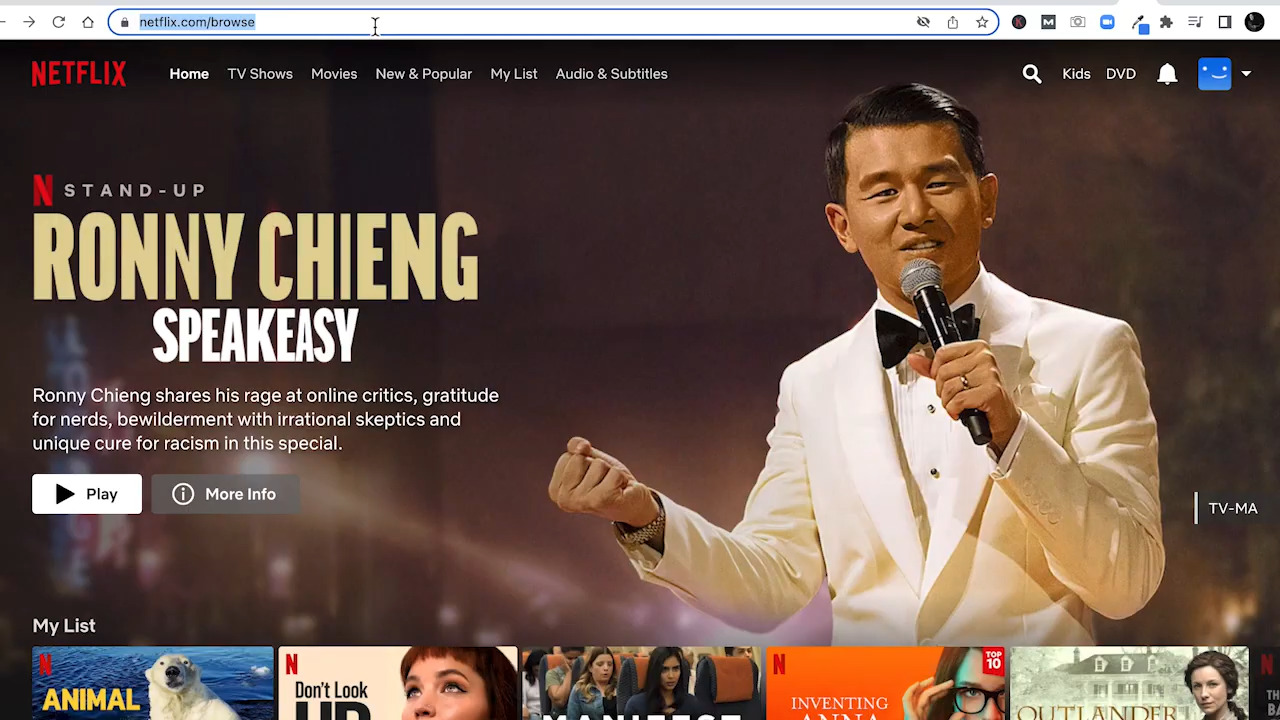 netflix.com/browse
NETFLIX Home TV Shows Movies New & Popular My List Audio & Subtitles Kids DVD
N STAND-UP
RONNY CHIENG
SPEAKEASY
Ronny Chieng shares his rage at online critics, gratitude
for nerds, bewilderment with irrational skeptics and
unique cure for racism in this special.
Play More Info
TV-MA
My List
N ANIMAL
N Don't Look
UP
MANIFEST
N INVENTING
ANNA
TOP
10
OUTLANDER